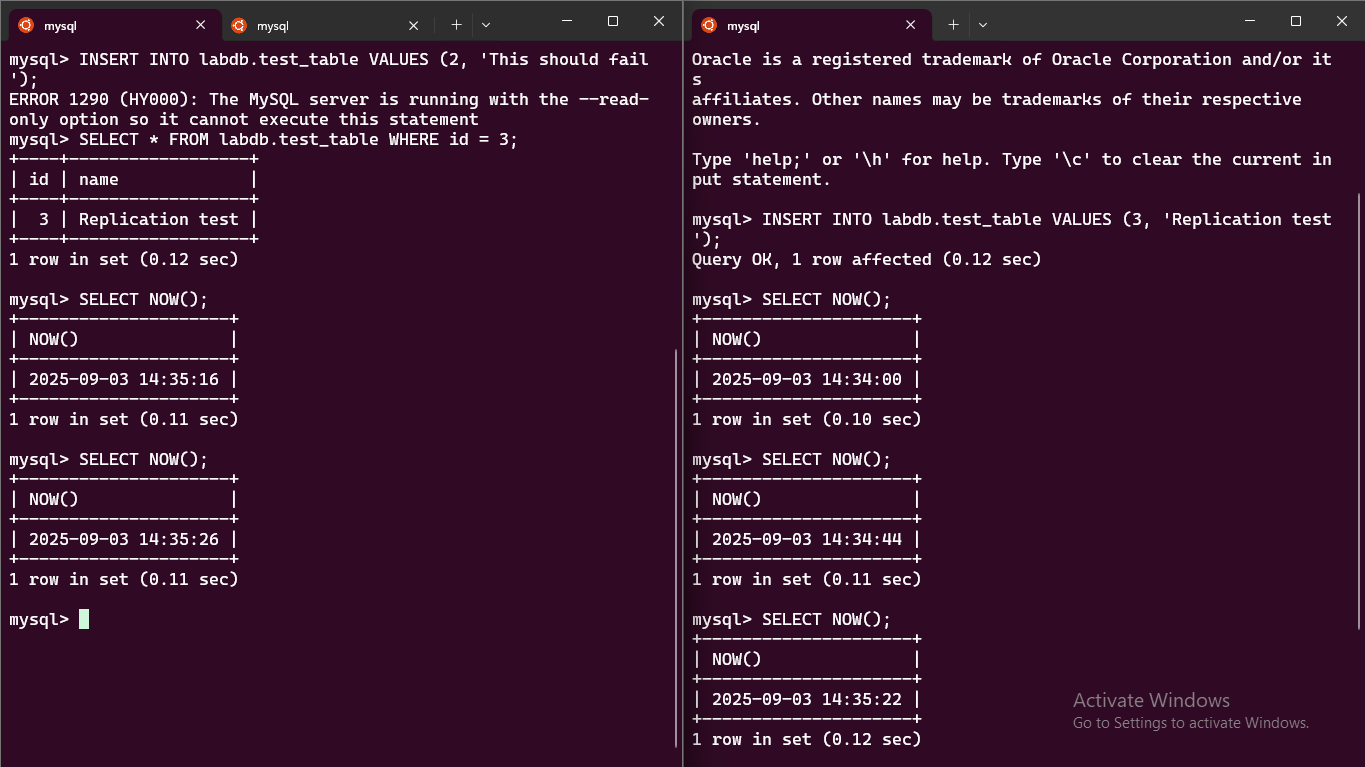 mysql
mysql
mysql> INSERT INTO labdb.test_table VALUES (2, 'This should fail
');
ERROR 1290 (HY000): The MySQL server is running with the --read-
only option so it cannot execute this statement
mysql> SELECT * FROM labdb.test_table WHERE id = 3;
+----+------------------+
| id | name             |
+----+------------------+
|  3 | Replication test |
+----+------------------+
1 row in set (0.12 sec)

mysql> SELECT NOW();
+---------------------+
| NOW()               |
+---------------------+
| 2025-09-03 14:35:16 |
+---------------------+
1 row in set (0.11 sec)

mysql> SELECT NOW();
+---------------------+
| NOW()               |
+---------------------+
| 2025-09-03 14:35:26 |
+---------------------+
1 row in set (0.11 sec)

mysql>
mysql
Oracle is a registered trademark of Oracle Corporation and/or it
s
affiliates. Other names may be trademarks of their respective
owners.

Type 'help;' or '\h' for help. Type '\c' to clear the current in
put statement.

mysql> INSERT INTO labdb.test_table VALUES (3, 'Replication test
');
Query OK, 1 row affected (0.12 sec)

mysql> SELECT NOW();
+---------------------+
| NOW()               |
+---------------------+
| 2025-09-03 14:34:00 |
+---------------------+
1 row in set (0.10 sec)

mysql> SELECT NOW();
+---------------------+
| NOW()               |
+---------------------+
| 2025-09-03 14:34:44 |
+---------------------+
1 row in set (0.11 sec)

mysql> SELECT NOW();
+---------------------+
| NOW()               |
+---------------------+
| 2025-09-03 14:35:22 |
+---------------------+
1 row in set (0.12 sec)
Activate Windows
Go to Settings to activate Windows.